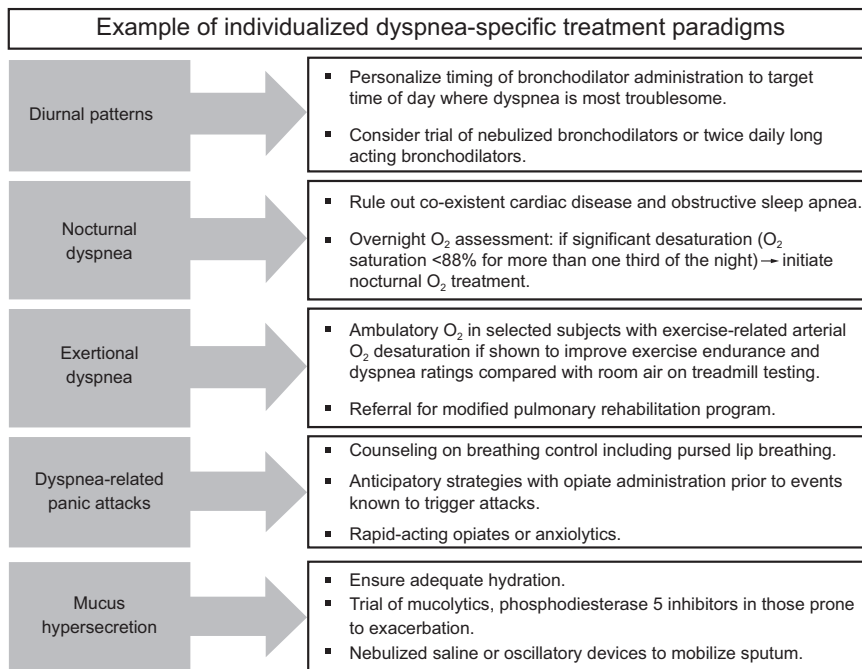 Example of individualized dyspnea-specific treatment paradigms
Diurnal patterns
▪ Personalize timing of bronchodilator administration to target
time of day where dyspnea is most troublesome.
▪ Consider trial of nebulized bronchodilators or twice daily long
acting bronchodilators.
Nocturnal
dyspnea
▪ Rule out co-existent cardiac disease and obstructive sleep apnea.
▪ Overnight O₂ assessment: if significant desaturation (O₂
saturation <88% for more than one third of the night)→ initiate
nocturnal O₂ treatment.
Exertional
dyspnea
▪ Ambulatory O₂ in selected subjects with exercise-related arterial
O₂ desaturation if shown to improve exercise endurance and
dyspnea ratings compared with room air on treadmill testing.
▪ Referral for modified pulmonary rehabilitation program.
Dyspnea-related
panic attacks
▪ Counseling on breathing control including pursed lip breathing.
▪ Anticipatory strategies with opiate administration prior to events
known to trigger attacks.
▪ Rapid-acting opiates or anxiolytics.
Mucus
hypersecretion
▪ Ensure adequate hydration.
▪ Trial of mucolytics, phosphodiesterase 5 inhibitors in those prone
to exacerbation.
▪ Nebulized saline or oscillatory devices to mobilize sputum.